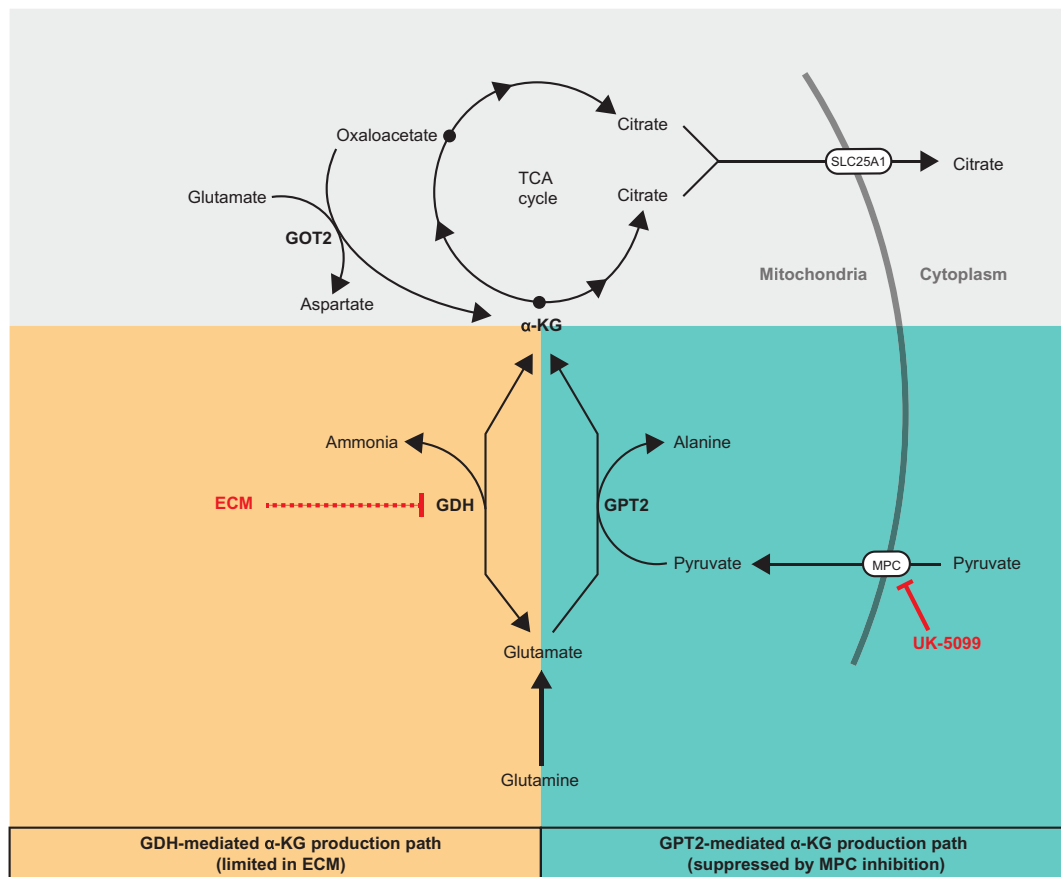 Citrate
Oxaloacetate
TCA
cycle
SLC25A1
Citrate
Glutamate
Citrate
GOT2
Mitochondria
Cytoplasm
Aspartate
α-KG
Ammonia
Alanine
ECM
GDH
GPT2
Pyruvate
MPC
Pyruvate
UK-5099
Glutamate
Glutamine
GDH-mediated α-KG production path
(limited in ECM)
GPT2-mediated α-KG production path
(suppressed by MPC inhibition)